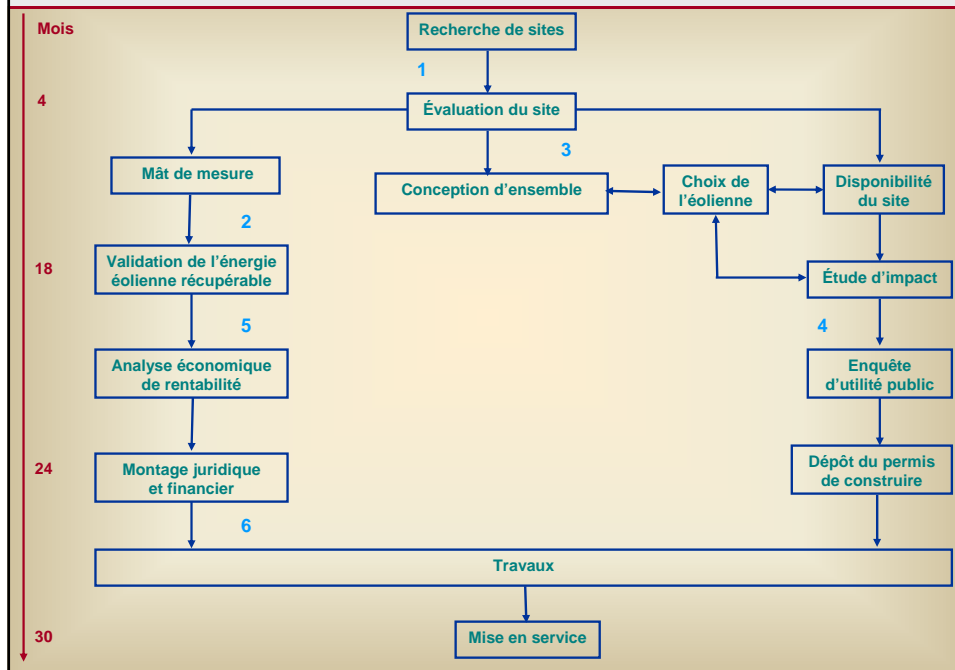 Mois
Recherche de sites
1
4
Évaluation du site
3
Mât de mesure
Conception d'ensemble
Choix de
l'éolienne
Disponibilité
du site
2
18
Validation de l'énergie
éolienne récupérable
Étude d'impact
5
4
Analyse économique
de rentabilité
Enquête
d'utilité public
24
Montage juridique
et financier
Dépôt du permis
de construire
6
Travaux
30
Mise en service